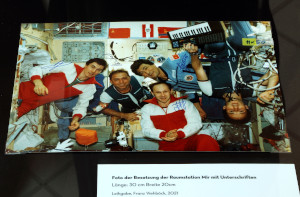 Foto der Besatzung der Raumstation Mir mit Unterschriften
Länge: 30 cm Breite 20cm
Leihgabe, Franz Viehböck, 2021